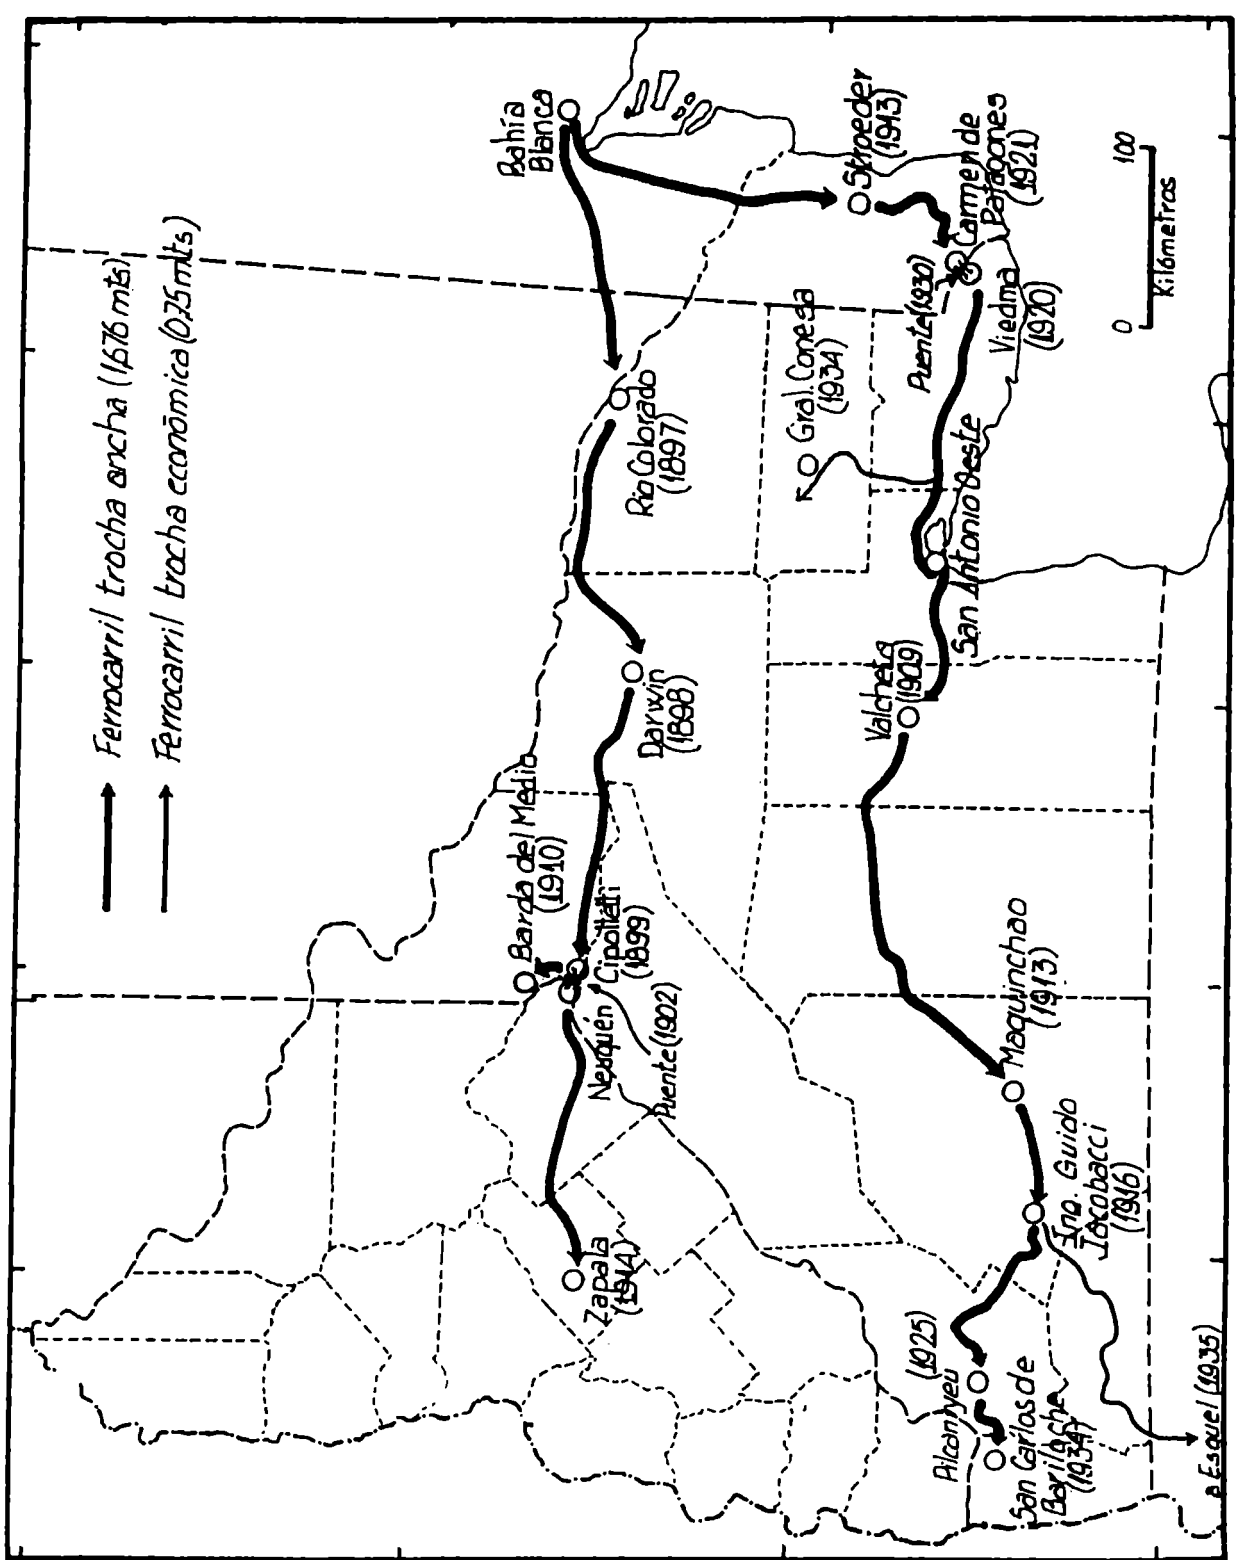 Ferrocarril trocha ancha (1,676 mts)
Ferrocarril trocha económica (0,75 mts)
Bahía
Blanca
Río Colorado
(1897)
Darwin
(1898)
Barda del Medio
(1910)
Cipolletti
(1899)
Neuquén
Puente (1902)
Zapala
(1914)
Stroeder
(1913)
Carmen de
Patagones
(1921)
Puente (1930)
Viedma
(1920)
Gral. Conesa
(1934)
San Antonio Oeste
Valcheta
(1909)
Maquinchao
(1913)
Ing. Guido
Jacobacci
(1916)
Pilcaniyeu
(1925)
San Carlos de
Bariloche
(1934)
a Esquel (1935)
0
100
Kilómetros